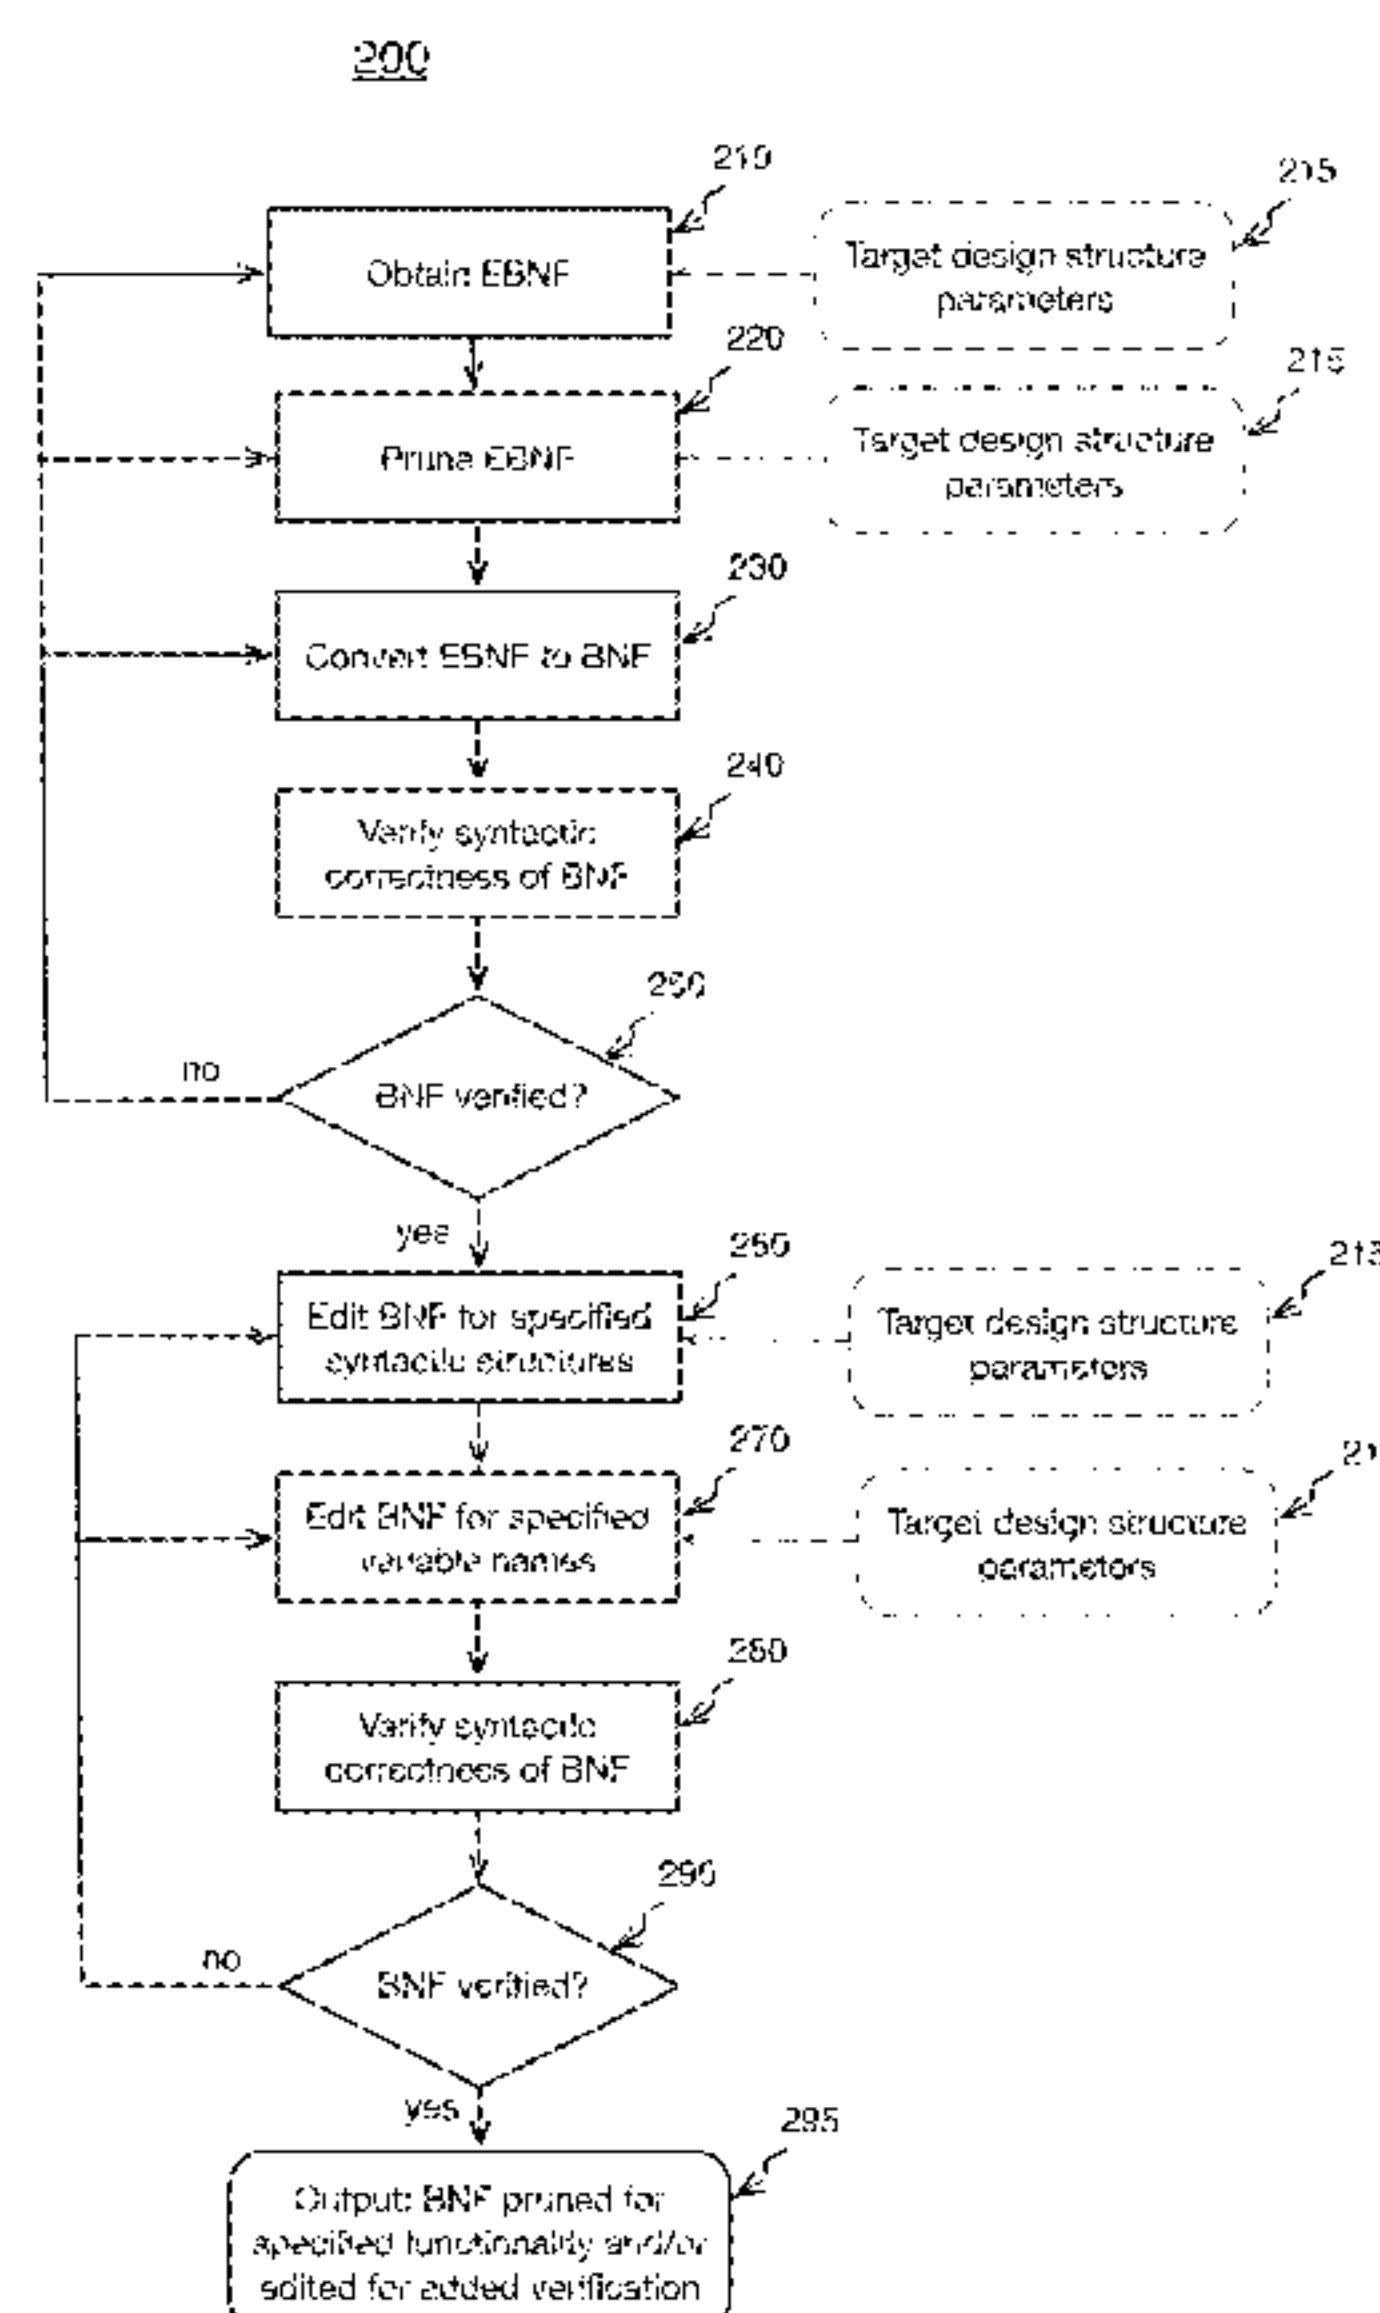 200
210
215
Obtain EBNF
Target design structure
parameters
220
215
Prune EBNF
Target design structure
parameters
230
Convert EBNF to BNF
240
Verify syntactic
correctness of BNF
250
BNF verified?
no
yes
260
Edit BNF for specified
syntactic structures
Target design structure
parameters
270
Edit BNF for specified
variable names
Target design structure
parameters
280
Verify syntactic
correctness of BNF
290
BNF verified?
no
yes
295
Output: BNF pruned for
specified functionality and/or
edited for added verification